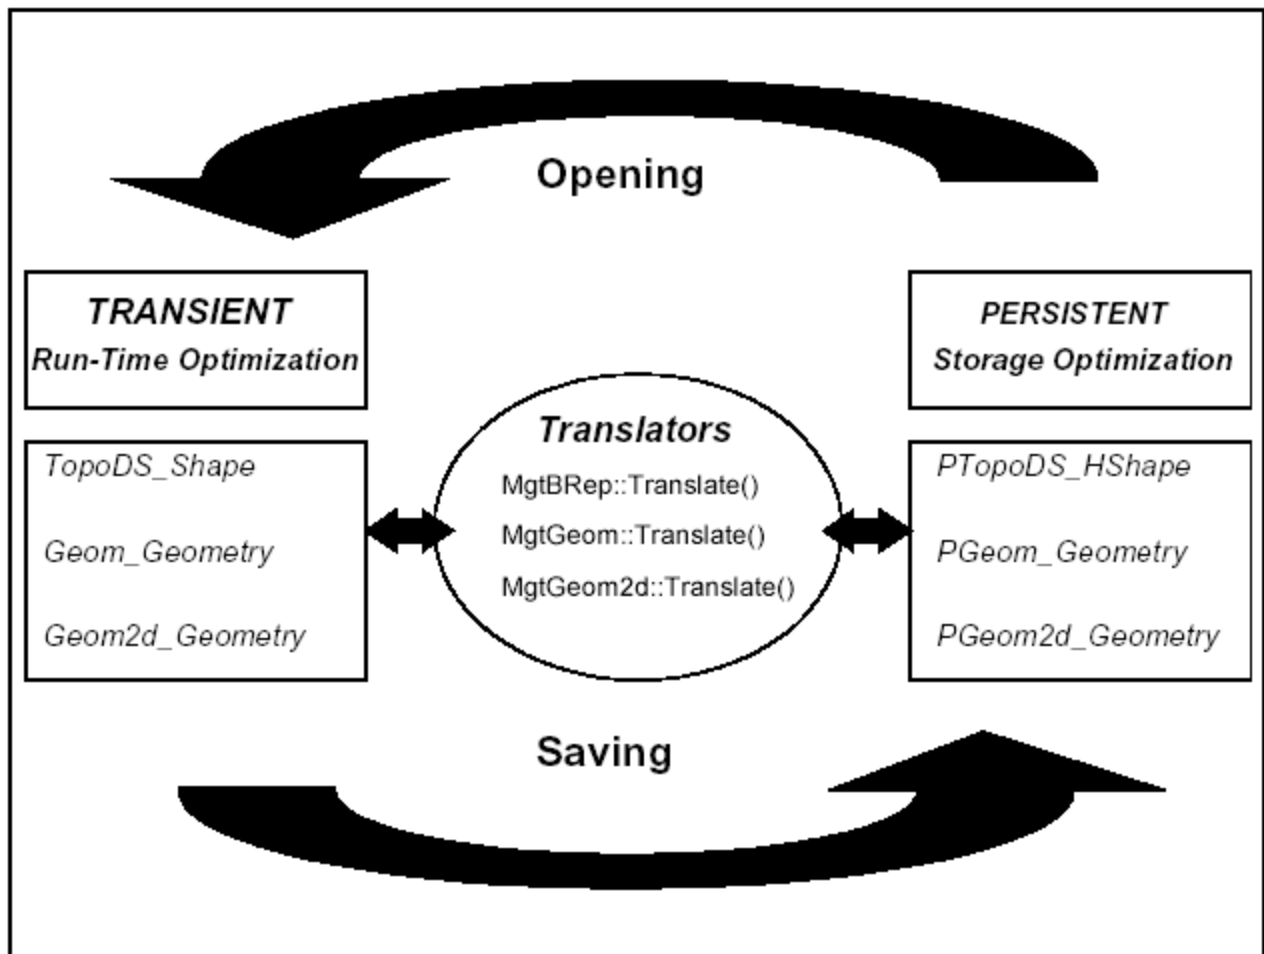 Opening
TRANSIENT
Run-Time Optimization
PERSISTENT
Storage Optimization
TopoDS_Shape
Geom_Geometry
Geom2d_Geometry
Translators
MgtBRep::Translate()
MgtGeom::Translate()
MgtGeom2d::Translate()
PTopoDS_HShape
PGeom_Geometry
PGeom2d_Geometry
Saving